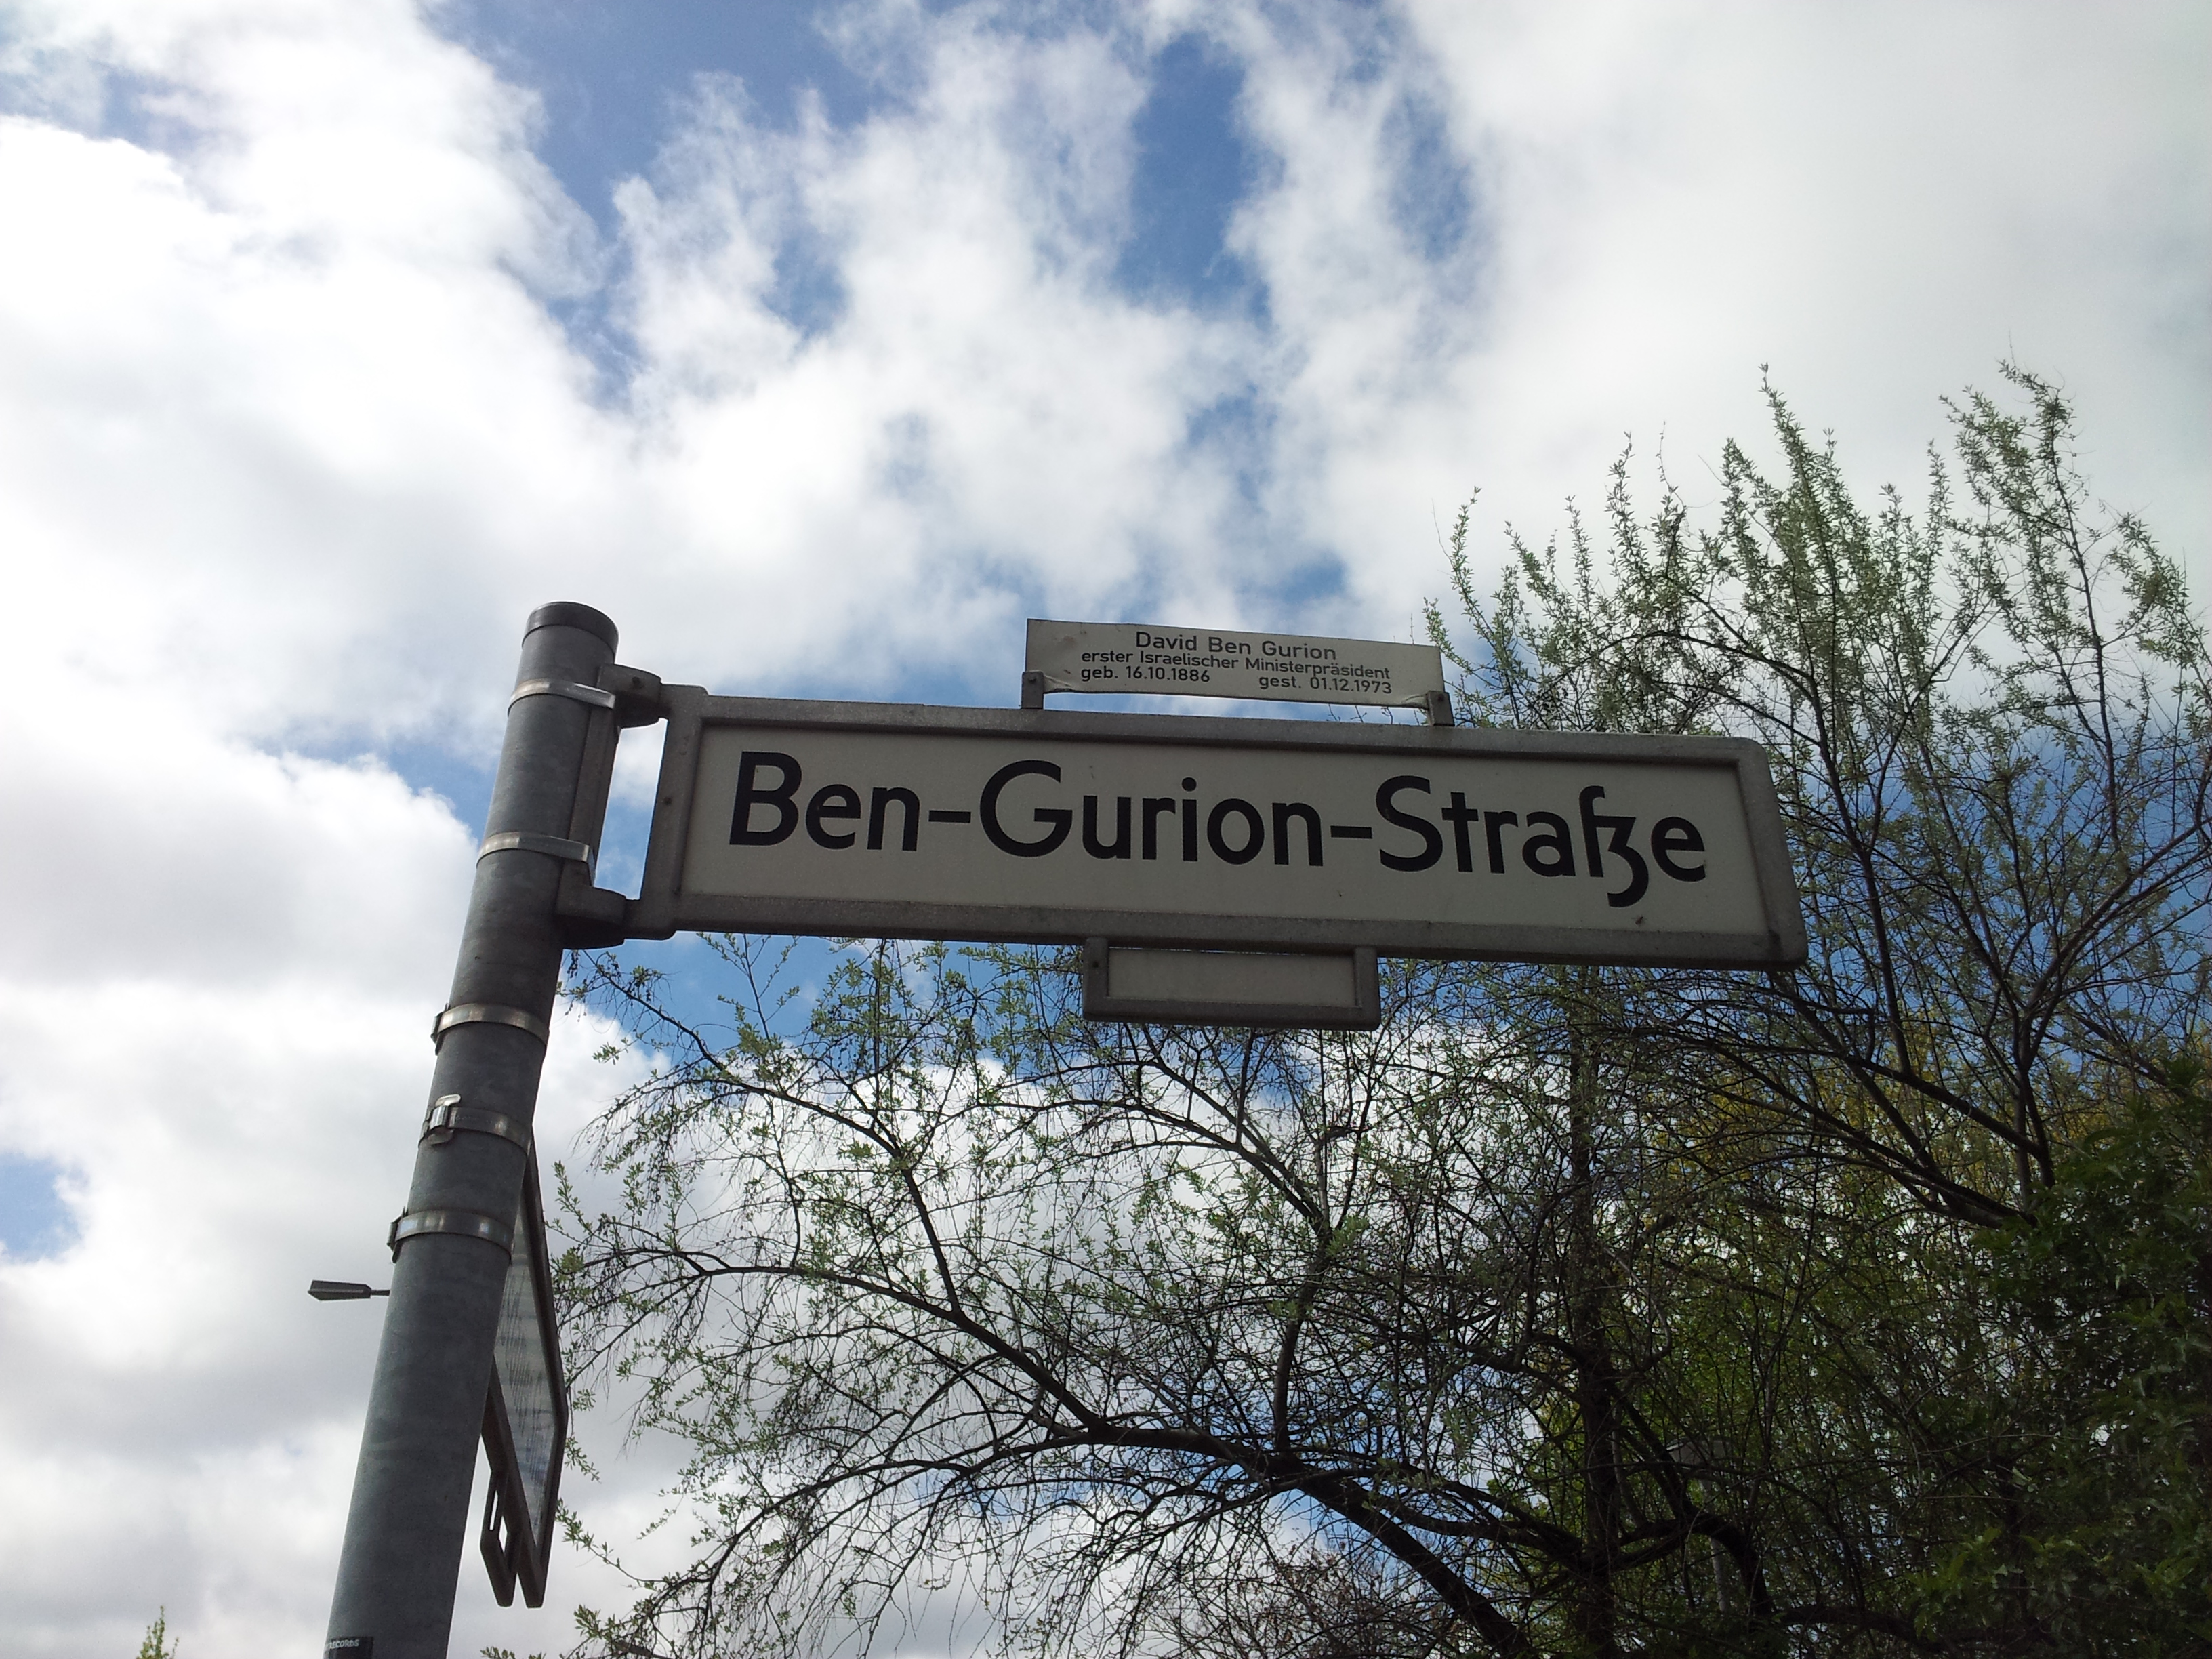 David Ben Gurion
erster Israelischer Ministerpräsident
geb. 16.10.1886 gest. 01.12.1973
Ben-Gurion-Straße